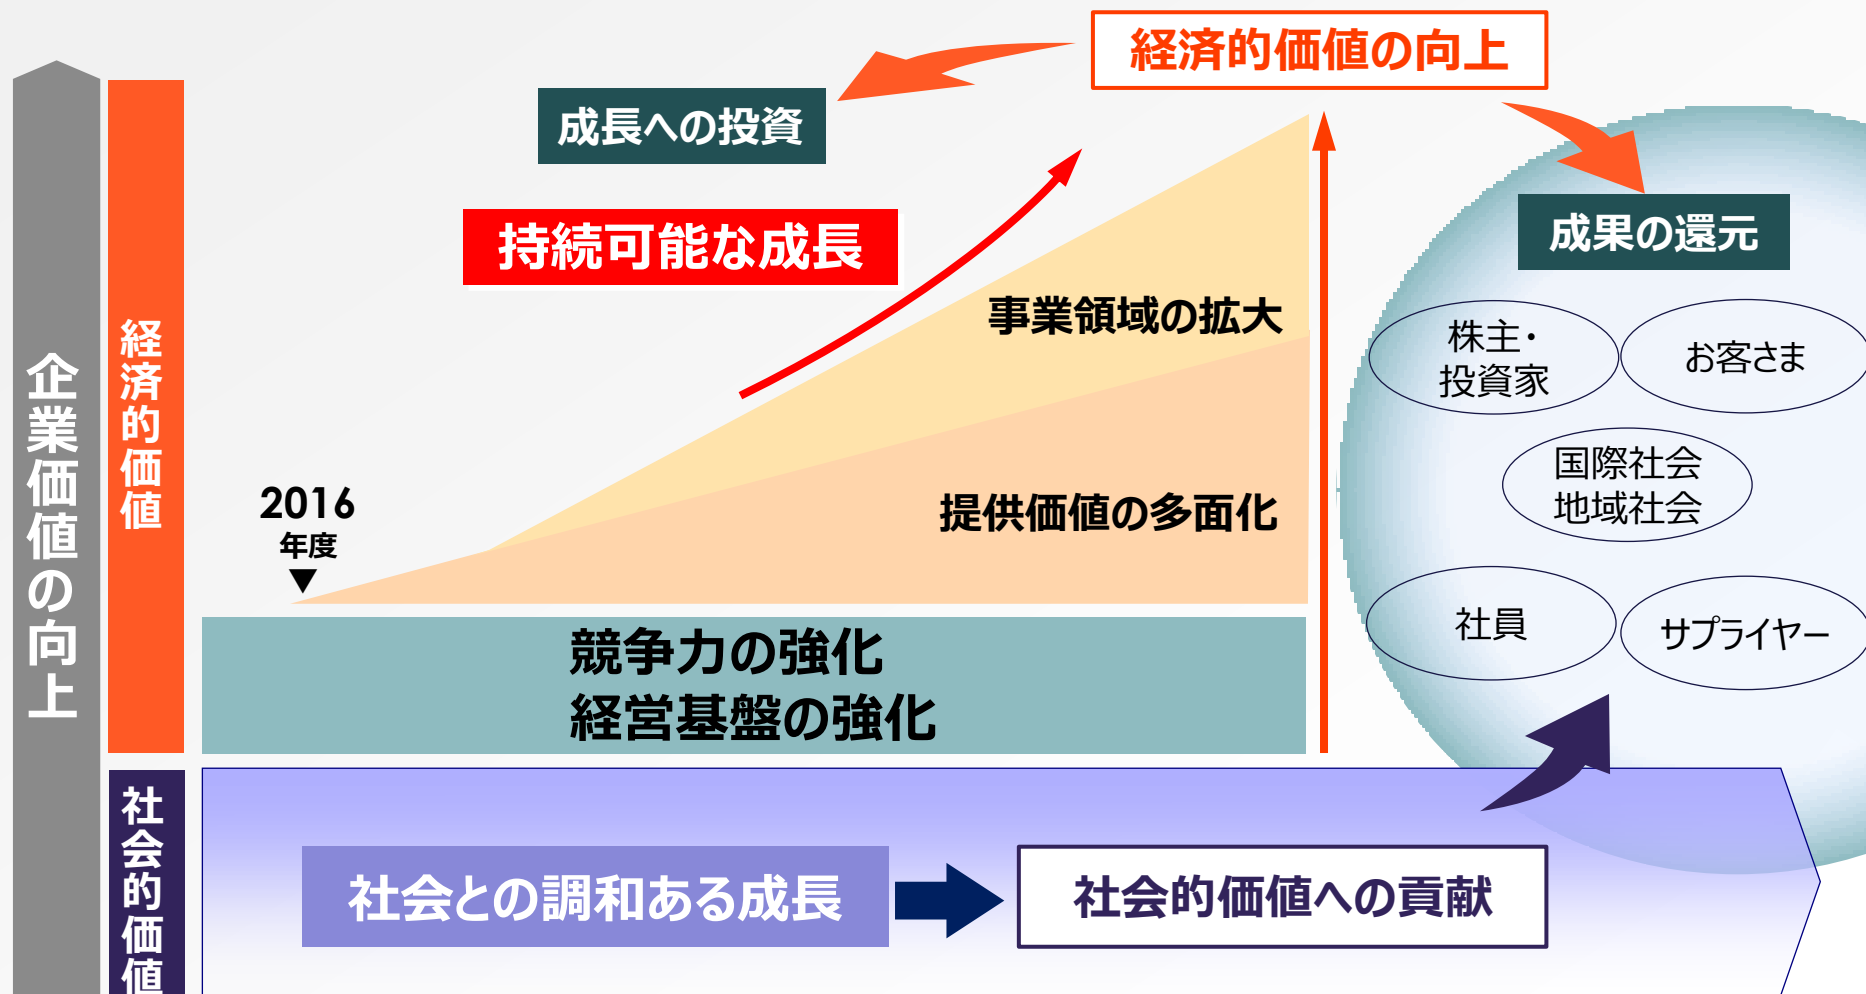 経済的価値の向上
成長への投資
持続可能な成長
成果の還元
事業領域の拡大
株主・
投資家
お客さま
経済的価値
企業価値の向上
国際社会
地域社会
2016
年度
▼
提供価値の多面化
社員
サプライヤー
競争力の強化
経営基盤の強化
社会的価値
社会との調和ある成長
社会的価値への貢献